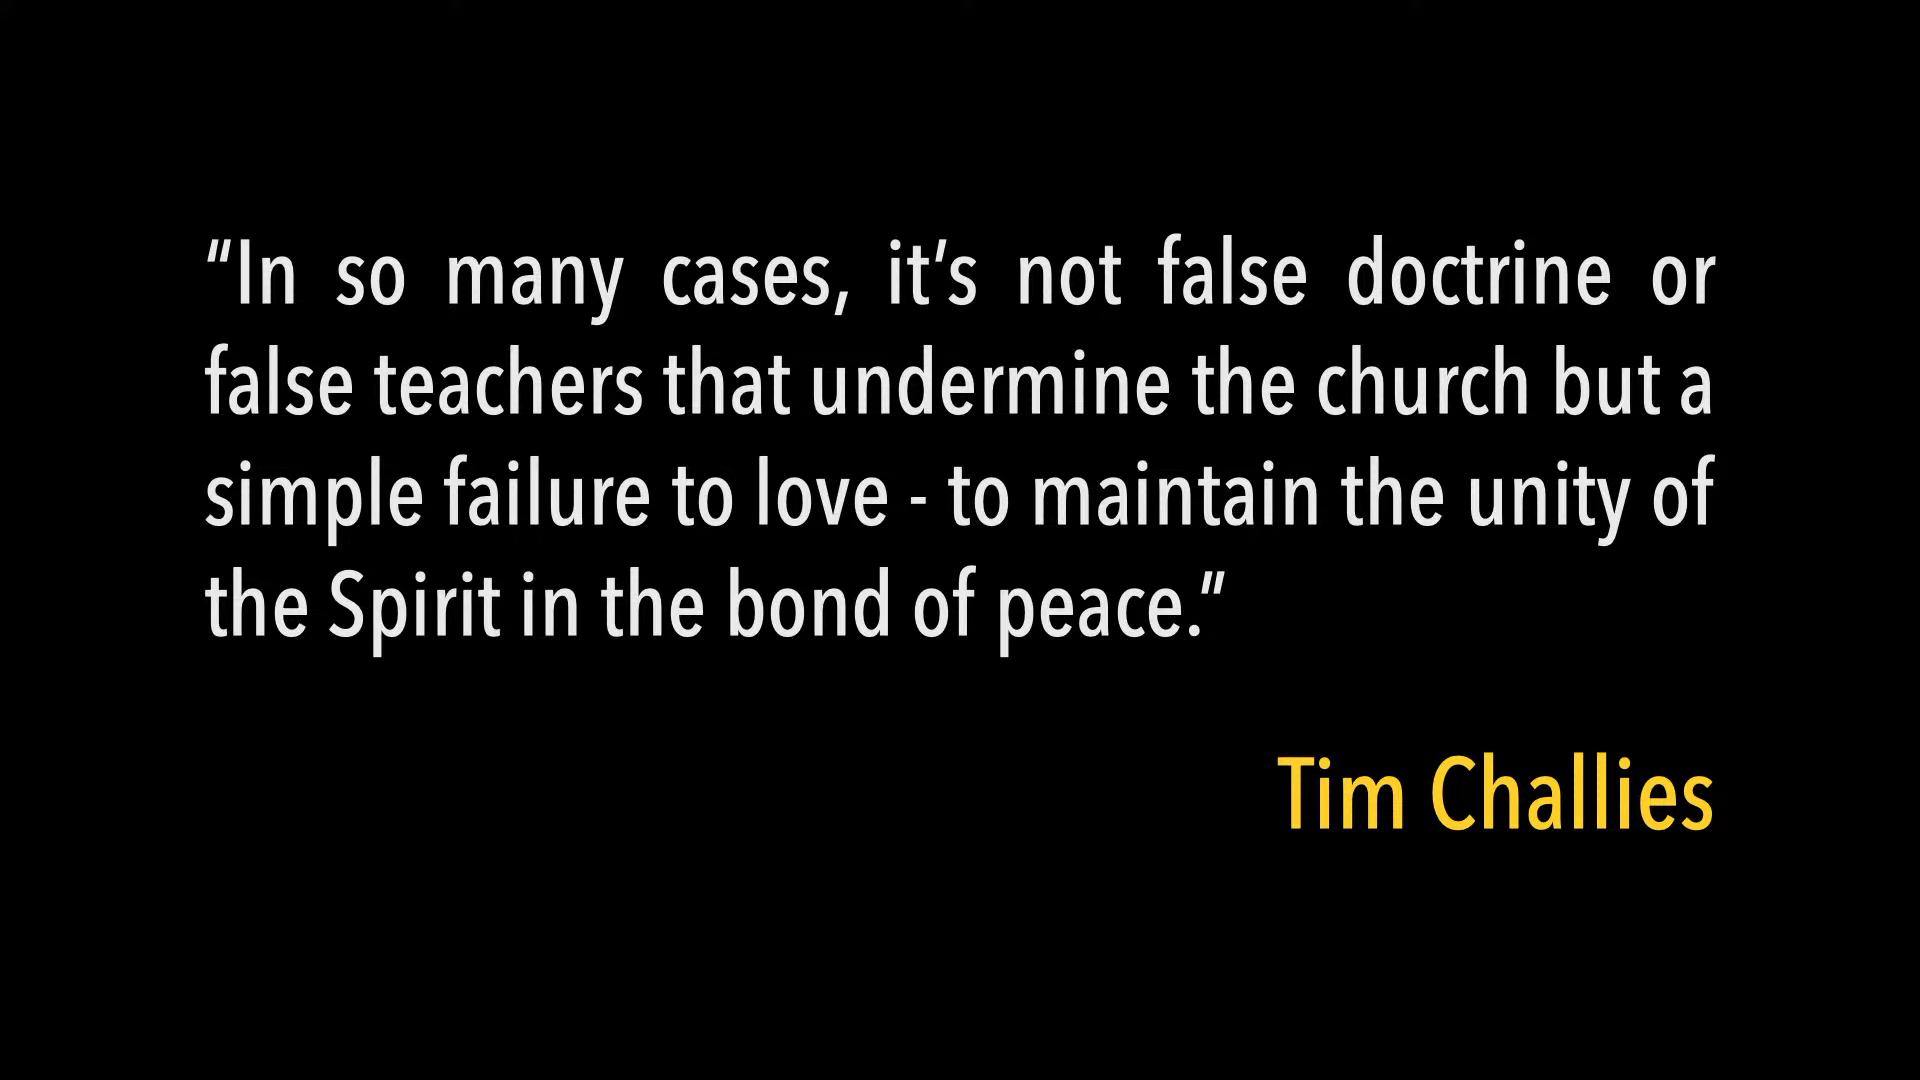 “In so many cases, it’s not false doctrine or
false teachers that undermine the church but a
simple failure to love - to maintain the unity of
the Spirit in the bond of peace.”
Tim Challies